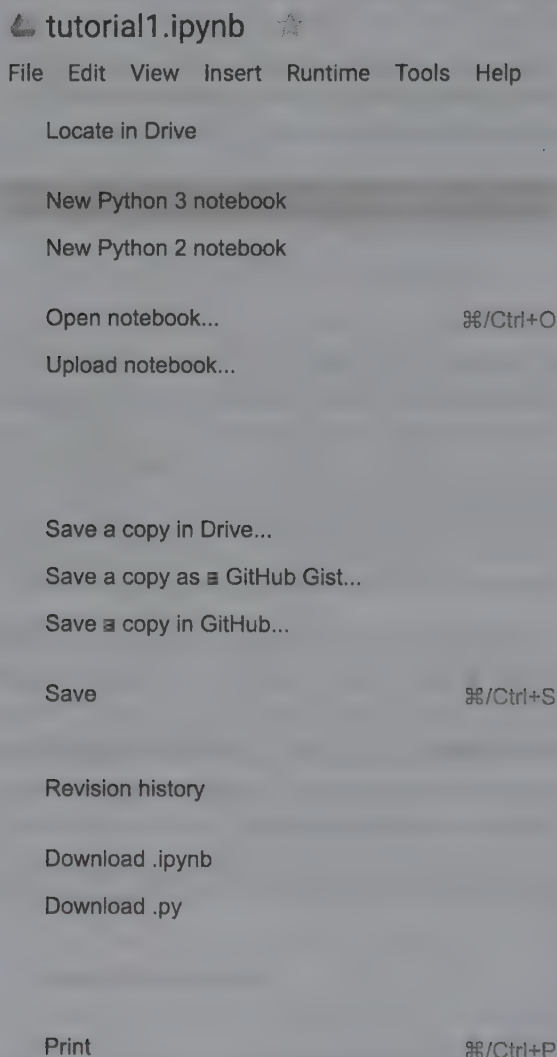 tutorial1.ipynb
File Edit View Insert Runtime Tools Help
Locate in Drive
New Python 3 notebook
New Python 2 notebook
Open notebook... ⌘/Ctrl+O
Upload notebook...
Save a copy in Drive...
Save a copy as a GitHub Gist...
Save a copy in GitHub...
Save ⌘/Ctrl+S
Revision history
Download .ipynb
Download .py
Print ⌘/Ctrl+P